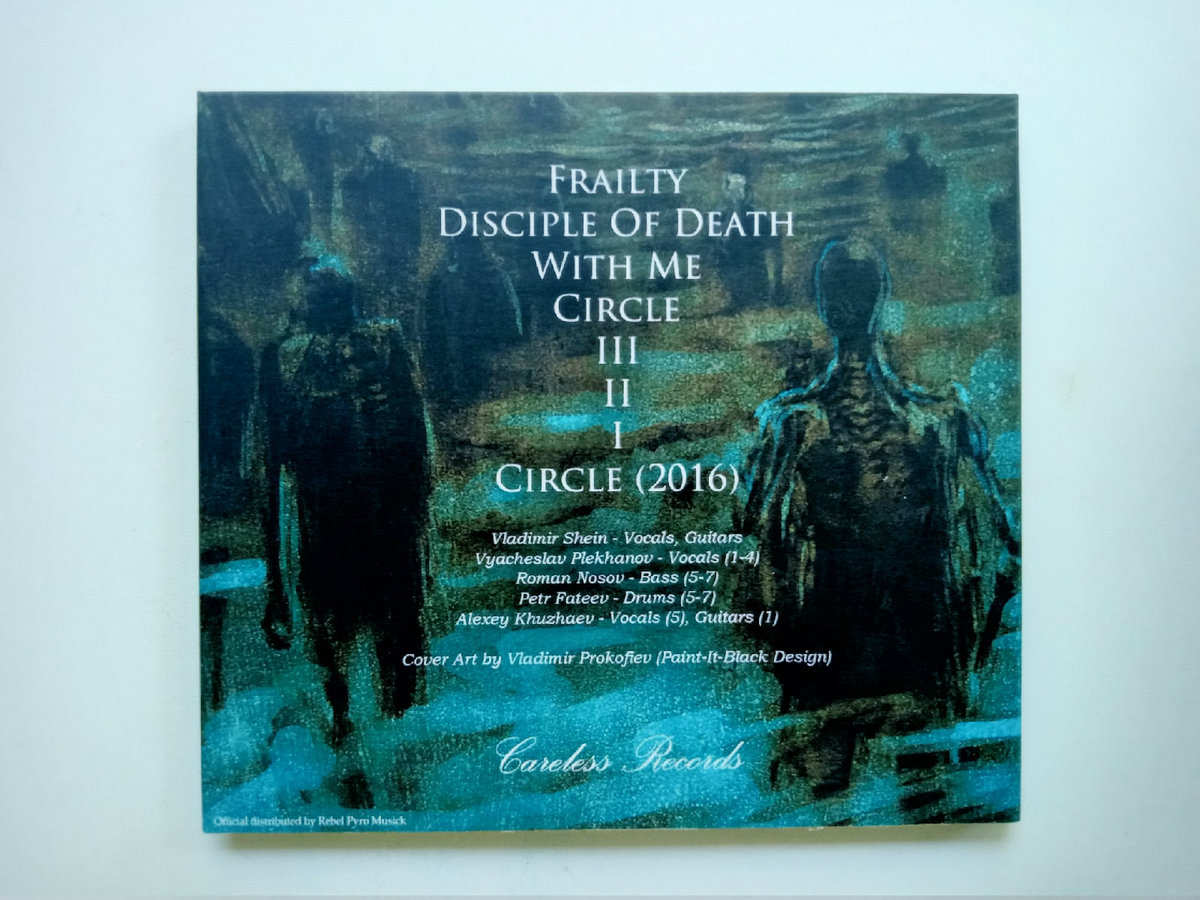 Frailty
Disciple Of Death
With Me
Circle
III
II
I
Circle (2016)
Vladimir Shein - Vocals, Guitars
Vyacheslav Plekhanov - Vocals (1-4)
Roman Nosov - Bass (5-7)
Petr Fateev - Drums (5-7)
Alexey Khuzhaev - Vocals (5), Guitars (1)
Cover Art by Vladimir Prokofiev (Paint-It-Black Design)
Careless Records
Official distributed by Rebel Pyro Musick